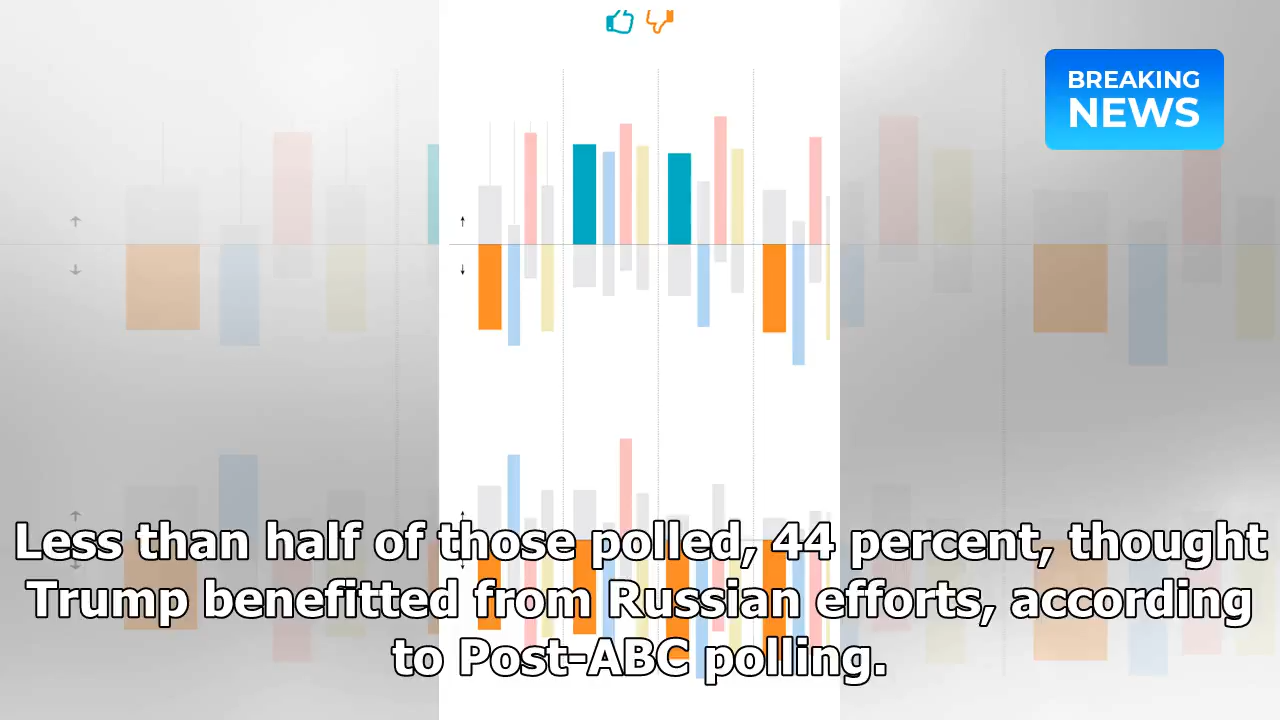 BREAKING
NEWS
Less than half of those polled, 44 percent, thought
Trump benefitted from Russian efforts, according
to Post-ABC polling.